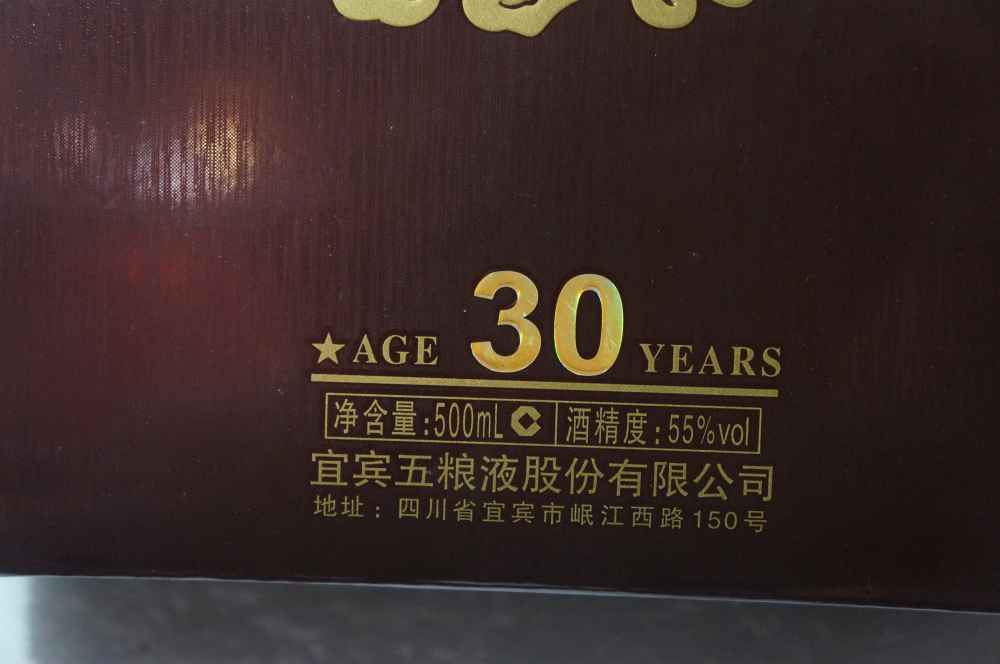 ★AGE 30 YEARS
净含量:500mL 酒精度:55%vol
宜宾五粮液股份有限公司
地址：四川省宜宾市岷江西路150号